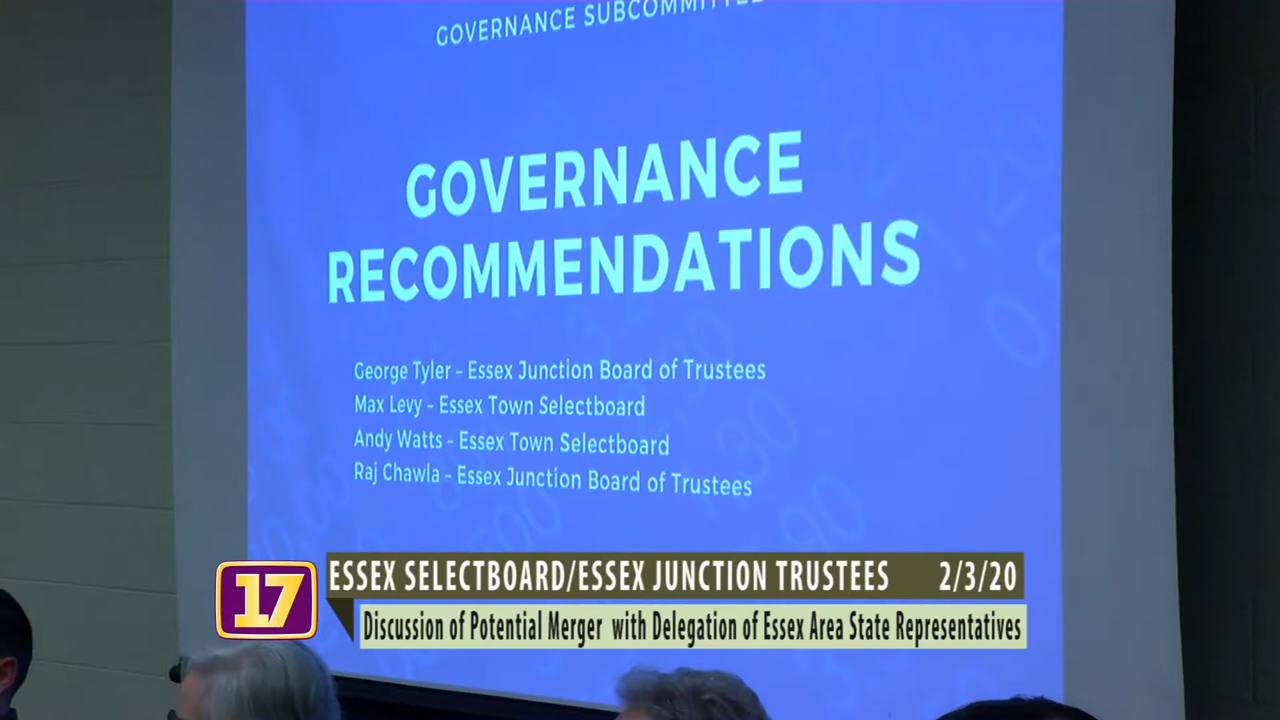 GOVERNANCE SUBCOMMITTEE
GOVERNANCE
RECOMMENDATIONS
George Tyler - Essex Junction Board of Trustees
Max Levy - Essex Town Selectboard
Andy Watts - Essex Town Selectboard
Raj Chawla - Essex Junction Board of Trustees
17
ESSEX SELECTBOARD/ESSEX JUNCTION TRUSTEES 2/3/20
Discussion of Potential Merger with Delegation of Essex Area State Representatives